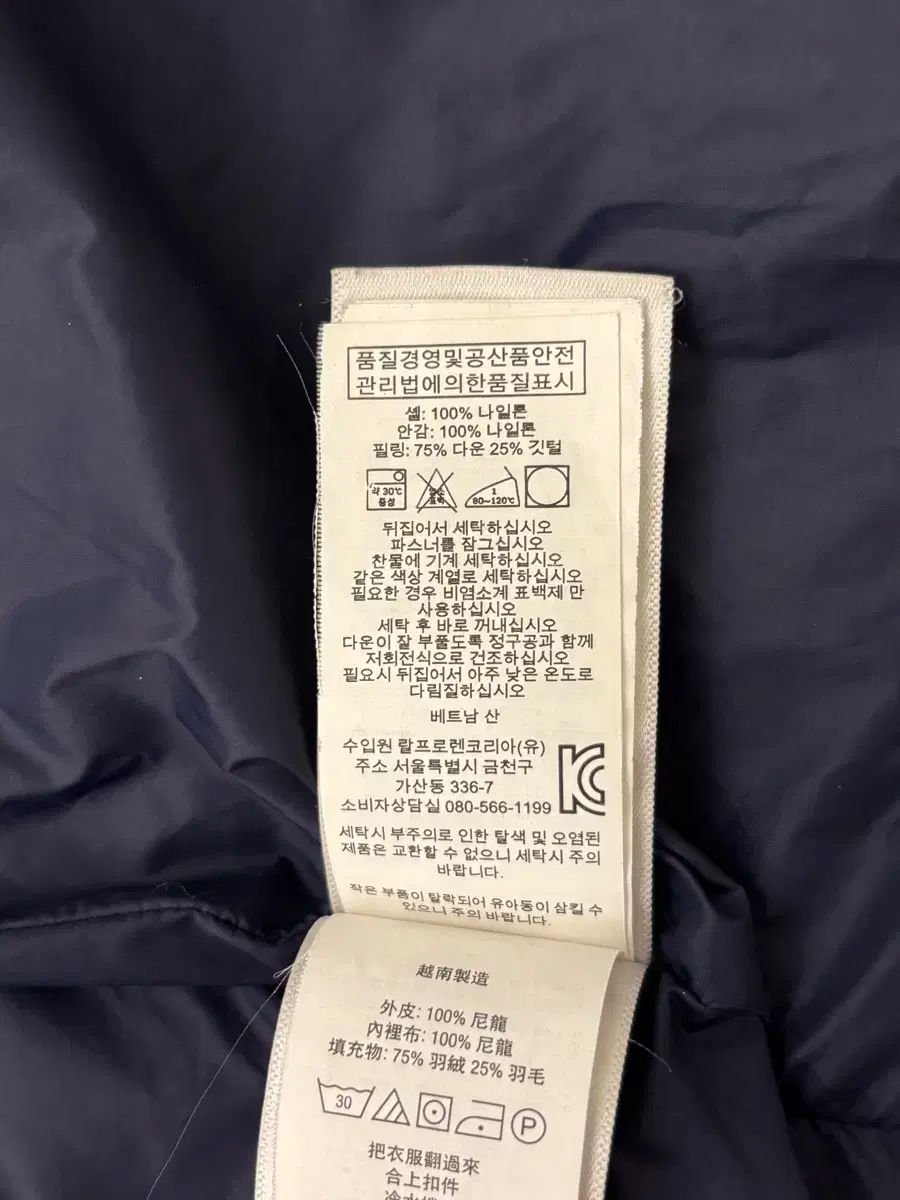 품질경영및공산품안전
관리법에의한품질표시
셸: 100% 나일론
안감: 100% 나일론
필링: 75% 다운 25% 깃털
약 30℃
중성
염소
표백
1
80~120℃
뒤집어서 세탁하십시오
파스너를 잠그십시오
찬물에 기계 세탁하십시오
같은 색상 계열로 세탁하십시오
필요한 경우 비염소계 표백제 만
사용하십시오
세탁 후 바로 꺼내십시오
다운이 잘 부풀도록 정구공과 함께
저회전식으로 건조하십시오
필요시 뒤집어서 아주 낮은 온도로
다림질하십시오
베트남 산
수입원 랄프로렌코리아(유)
주소 서울특별시 금천구
가산동 336-7
소비자상담실 080-566-1199
세탁시 부주의로 인한 탈색 및 오염된
제품은 교환할 수 없으니 세탁시 주의
바랍니다.
작은 부품이 탈락되어 유아동이 삼킬 수
있으니 주의 바랍니다.
越南製造
外皮: 100% 尼龍
內裡布: 100% 尼龍
填充物: 75% 羽絨 25% 羽毛
30
P
把衣服翻過來
合上扣件